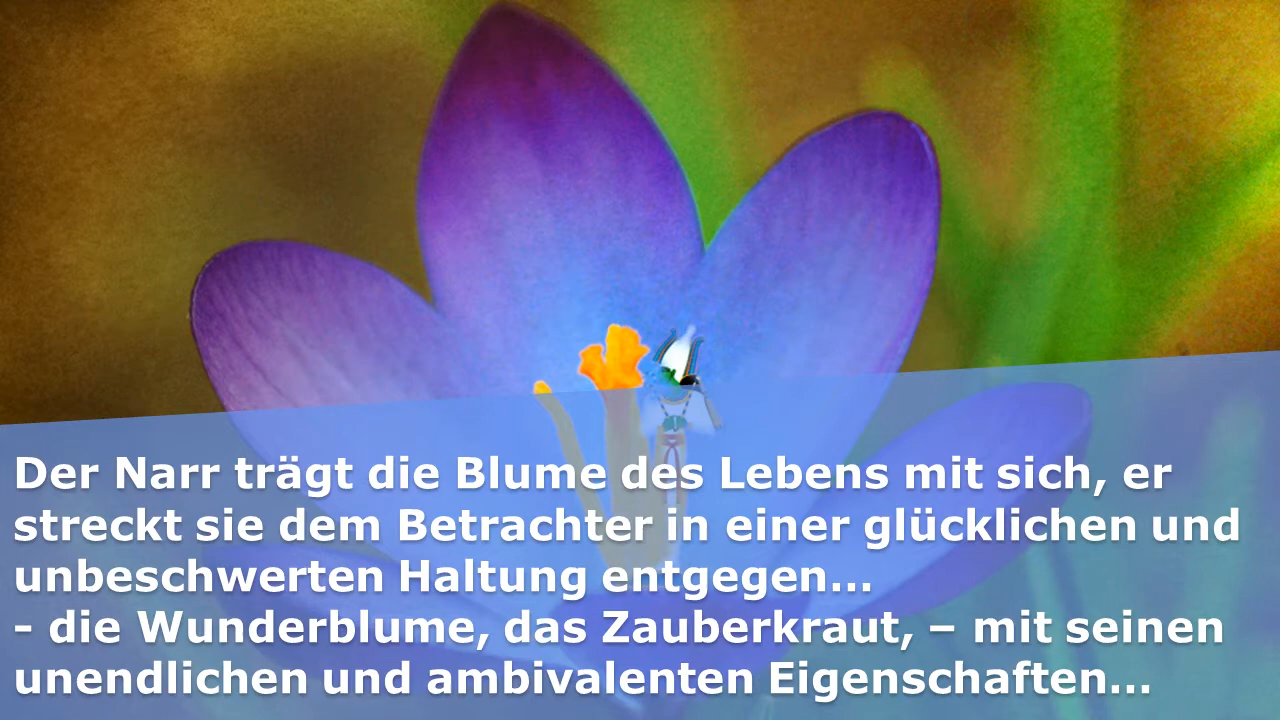 Der Narr trägt die Blume des Lebens mit sich, er
streckt sie dem Betrachter in einer glücklichen und
unbeschwerten Haltung entgegen...
- die Wunderblume, das Zauberkraut, – mit seinen
unendlichen und ambivalenten Eigenschaften...